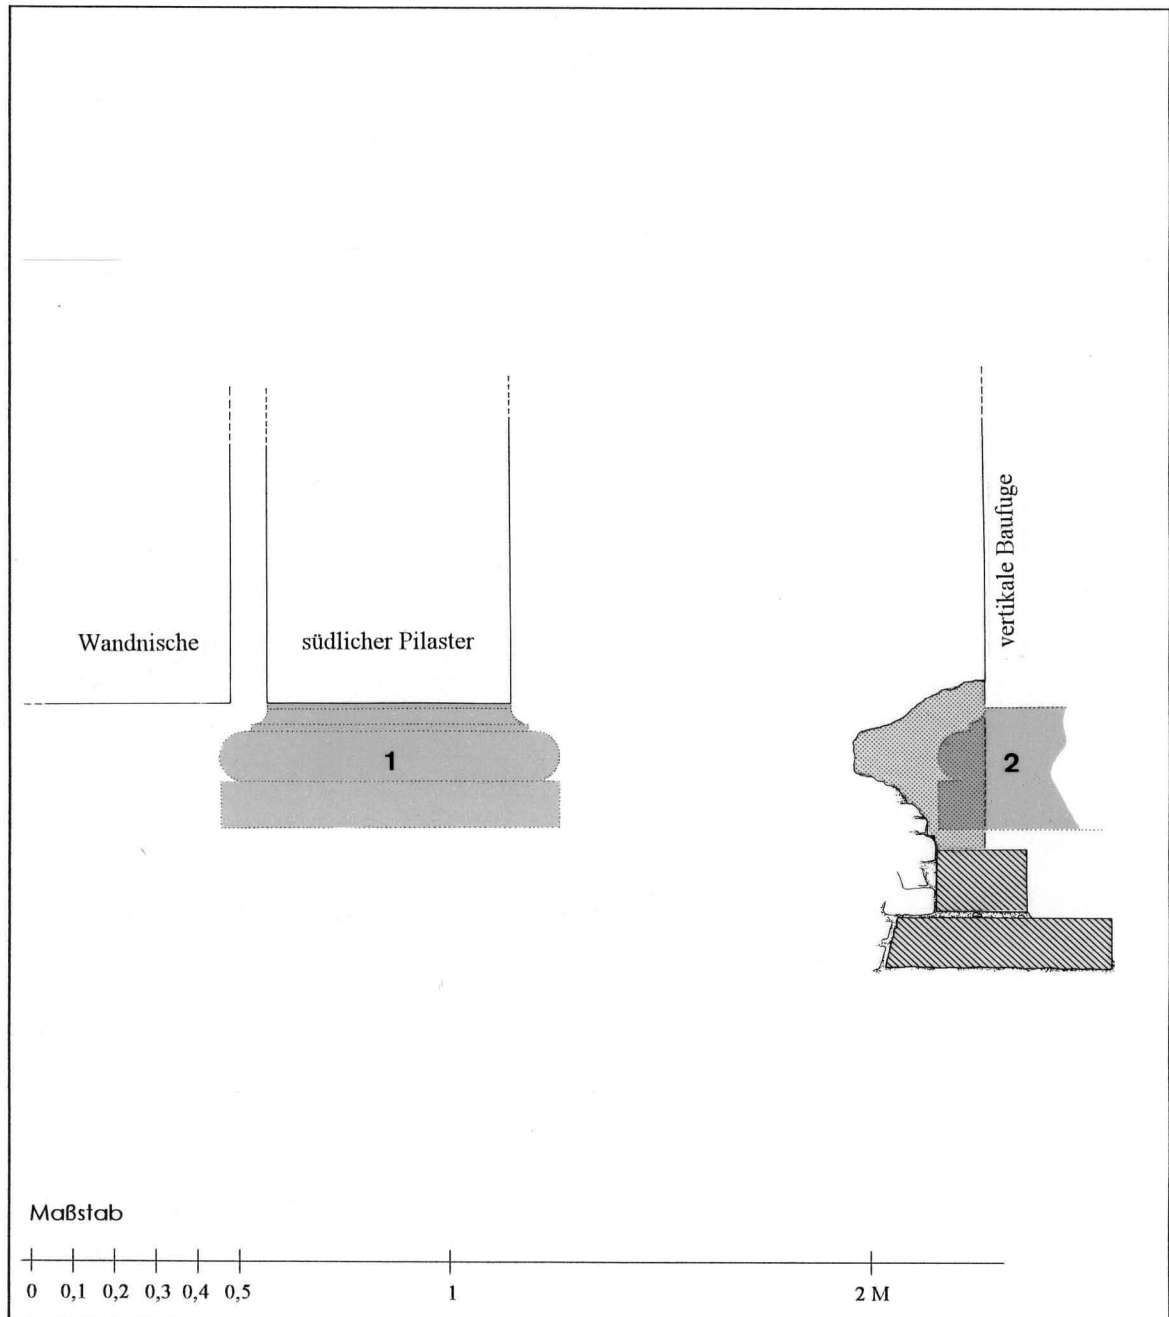 vertikale Baufuge
Wandnische
südlicher Pilaster
1
2
Maßstab
0 0,1 0,2 0,3 0,4 0,5 1 2 M